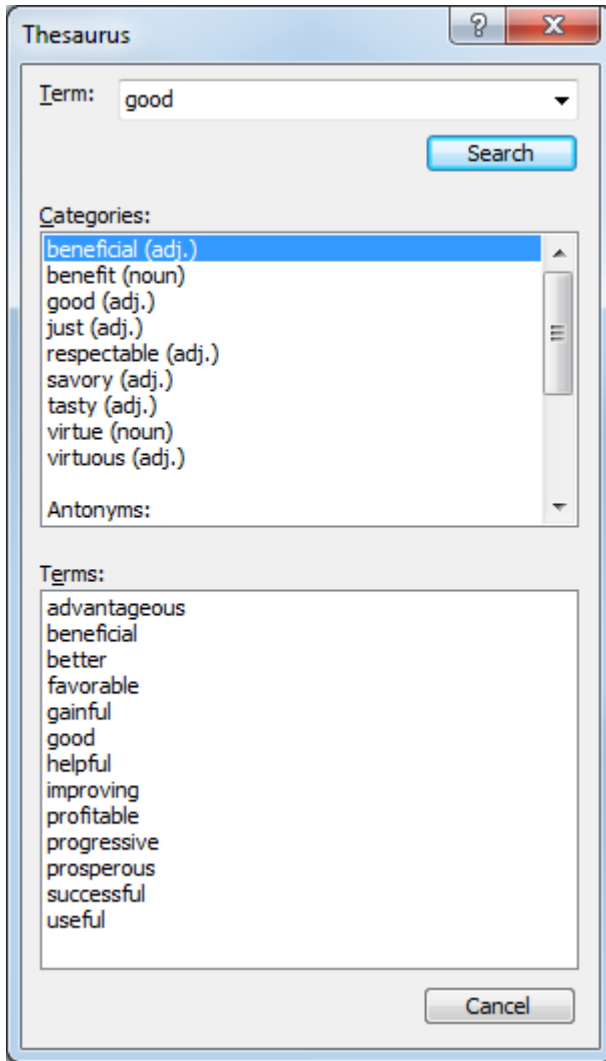 Thesaurus
Term: good
Search
Categories:
beneficial (adj.)
benefit (noun)
good (adj.)
just (adj.)
respectable (adj.)
savory (adj.)
tasty (adj.)
virtue (noun)
virtuous (adj.)
Antonyms:
Terms:
advantageous
beneficial
better
favorable
gainful
good
helpful
improving
profitable
progressive
prosperous
successful
useful
Cancel